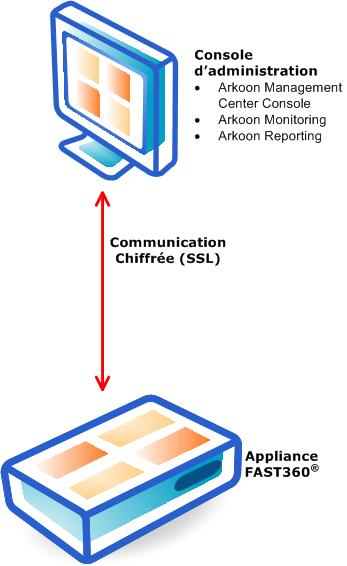 Console
d'administration
• Arkoon Management
Center Console
• Arkoon Monitoring
• Arkoon Reporting
Communication
Chiffrée (SSL)
Appliance
FAST360®